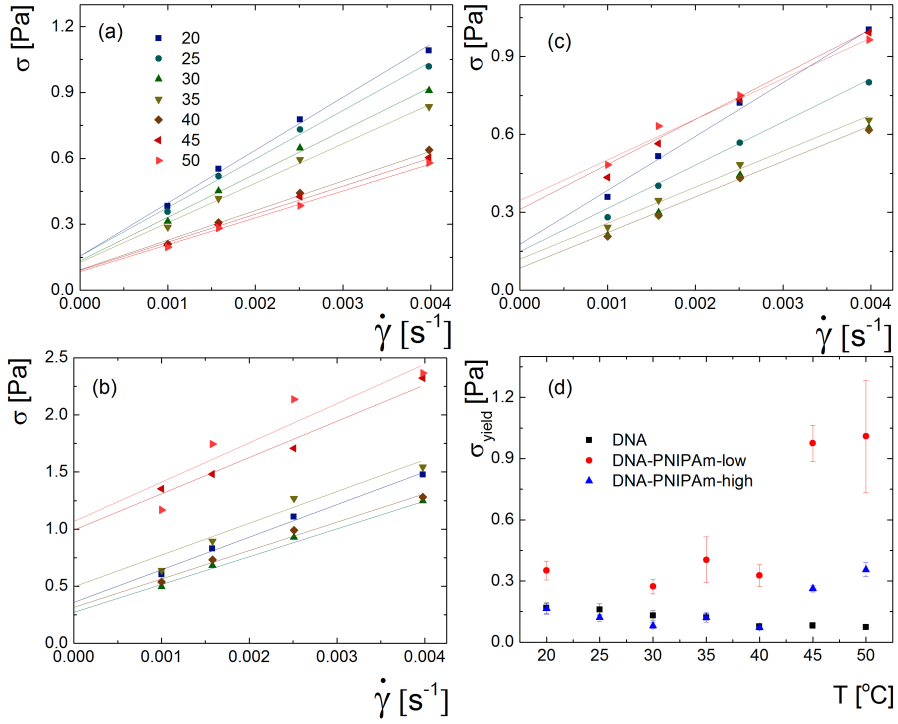 (a)
σ [Pa]
1.2
0.9
0.6
0.3
0.0
20
25
30
35
40
45
50
0.000 0.001 0.002 0.003 0.004
γ̇ [s⁻¹]
(c)
σ [Pa]
0.9
0.6
0.3
0.0
0.000 0.001 0.002 0.003 0.004
γ̇ [s⁻¹]
(b)
σ [Pa]
2.5
2.0
1.5
1.0
0.5
0.0
0.000 0.001 0.002 0.003 0.004
γ̇ [s⁻¹]
(d)
σyield [Pa]
1.2
0.9
0.6
0.3
0.0
DNA
DNA-PNIPAm-low
DNA-PNIPAm-high
20 25 30 35 40 45 50
T [°C]